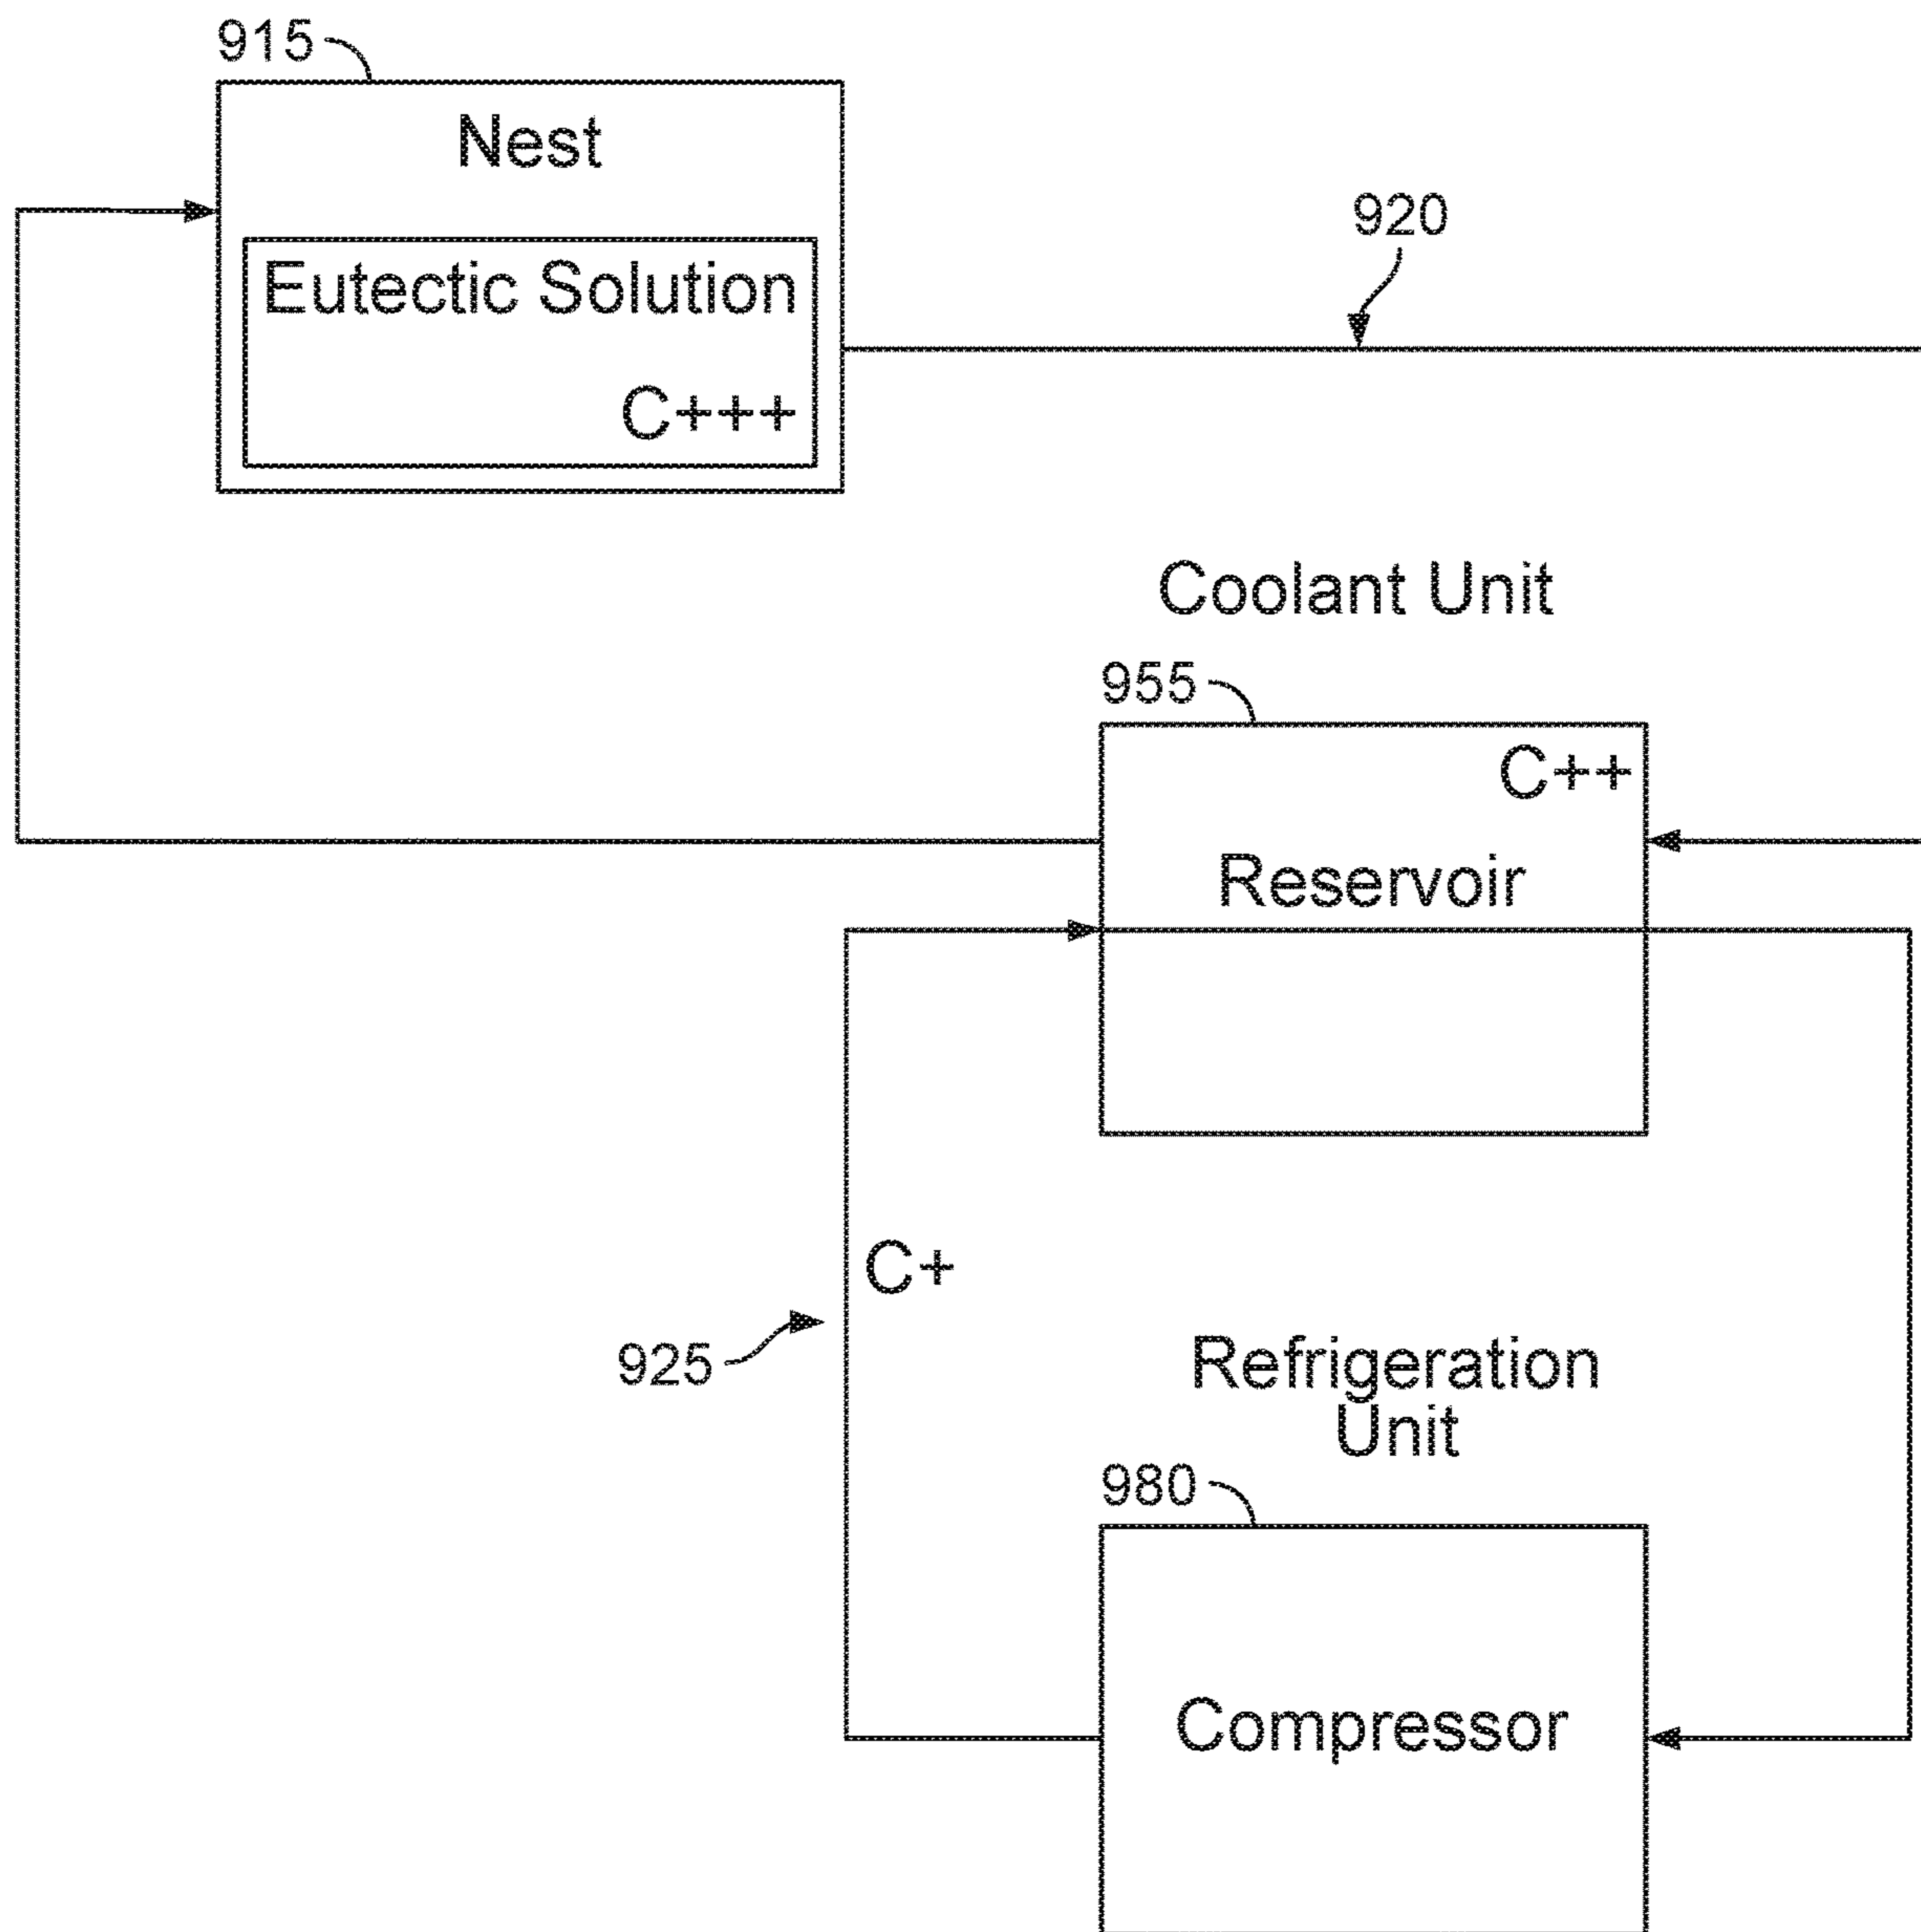 915
Nest
920
Eutectic Solution
C+++
Coolant Unit
955
C++
Reservoir
C+
925
Refrigeration
Unit
980
Compressor